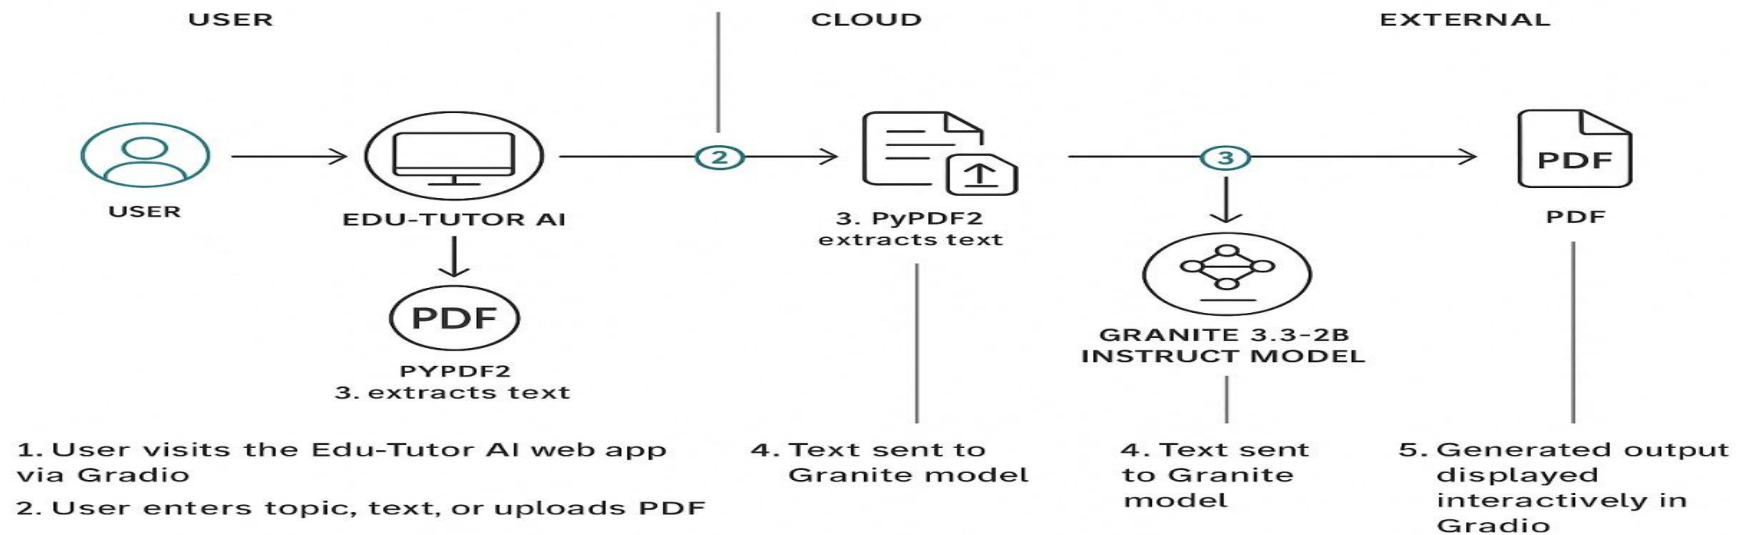 USER
CLOUD
EXTERNAL
2
3
PDF
USER
EDU-TUTOR AI
3. PyPDF2
extracts text
PDF
PDF
PYPDF2
3. extracts text
GRANITE 3.3-2B
INSTRUCT MODEL
1. User visits the Edu-Tutor AI web app
via Gradio
2. User enters topic, text, or uploads PDF
4. Text sent to
Granite model
4. Text sent
to Granite
model
5. Generated output
displayed
interactively in
Gradio